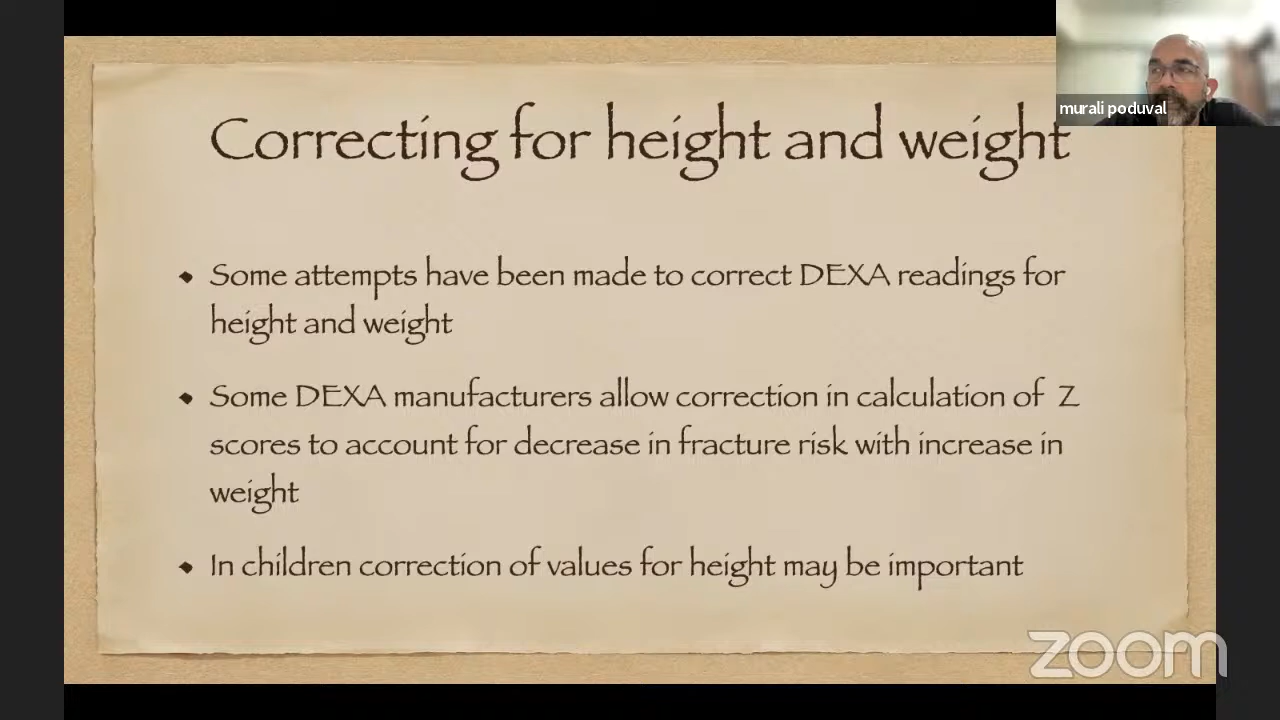 murali poduval
Correcting for height and weight
Some attempts have been made to correct DEXA readings for
height and weight
Some DEXA manufacturers allow correction in calculation of Z
scores to account for decrease in fracture risk with increase in
weight
In children correction of values for height may be important
zoom